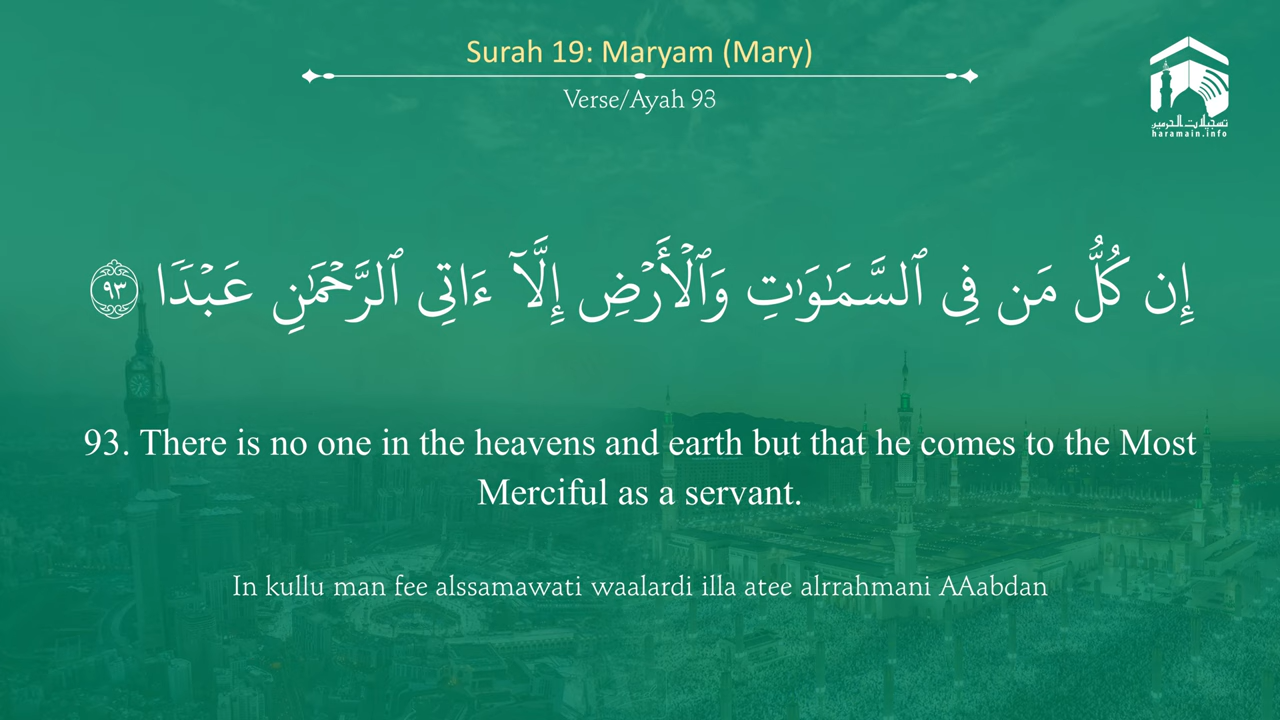 Surah 19: Maryam (Mary)
Verse/Ayah 93
تسجيلات الحرمين
haramain.info
إِن كُلُّ مَن فِى ٱلسَّمَـٰوَٰتِ وَٱلْأَرْضِ إِلَّآ ءَاتِى ٱلرَّحْمَـٰنِ عَبْدًا ٩٣
93. There is no one in the heavens and earth but that he comes to the Most
Merciful as a servant.
In kullu man fee alssamawati waalardi illa atee alrrahmani AAabdan